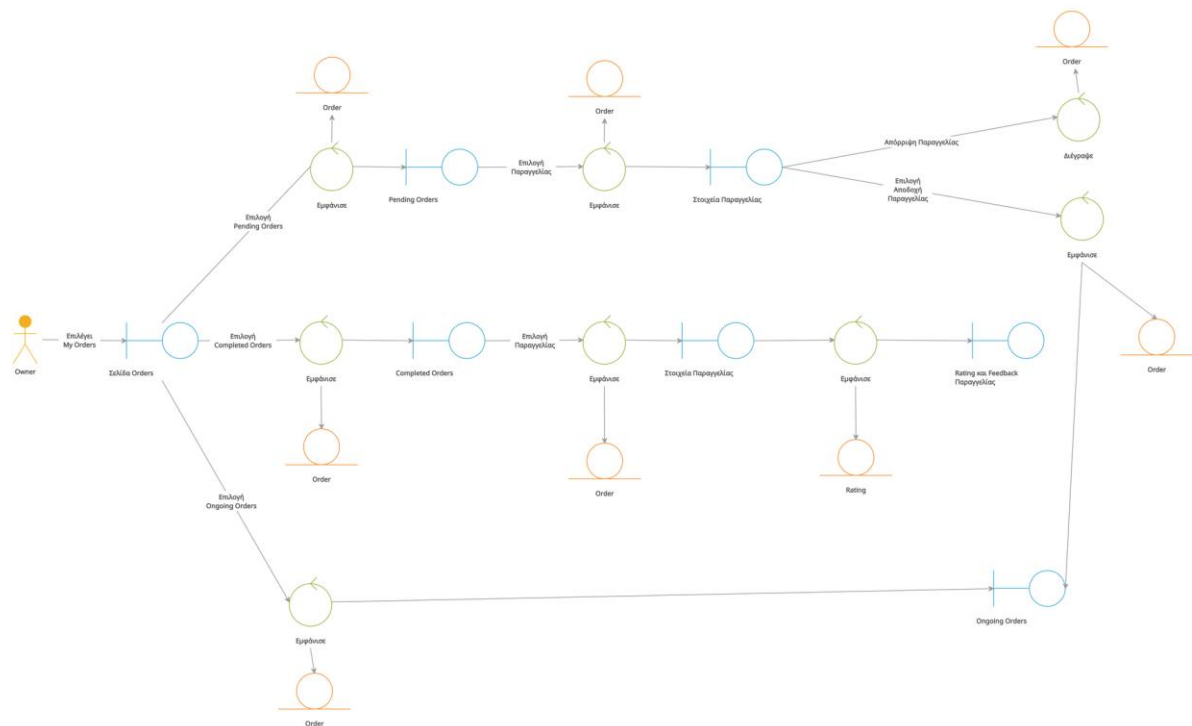 Order
Order
Order
Απόρριψη Παραγγελίας
Διέγραψε
Επιλογή
Παραγγελίας
Εμφάνισε
Pending Orders
Εμφάνισε
Στοιχεία Παραγγελίας
Επιλογή
Αποδοχή
Παραγγελίας
Επιλογή
Pending Orders
Εμφάνισε
Επιλέγει
My Orders
Owner
Σελίδα Orders
Επιλογή
Completed Orders
Εμφάνισε
Completed Orders
Επιλογή
Παραγγελίας
Εμφάνισε
Στοιχεία Παραγγελίας
Εμφάνισε
Rating και Feedback
Παραγγελίας
Order
Order
Order
Rating
Επιλογή
Ongoing Orders
Εμφάνισε
Ongoing Orders
Order